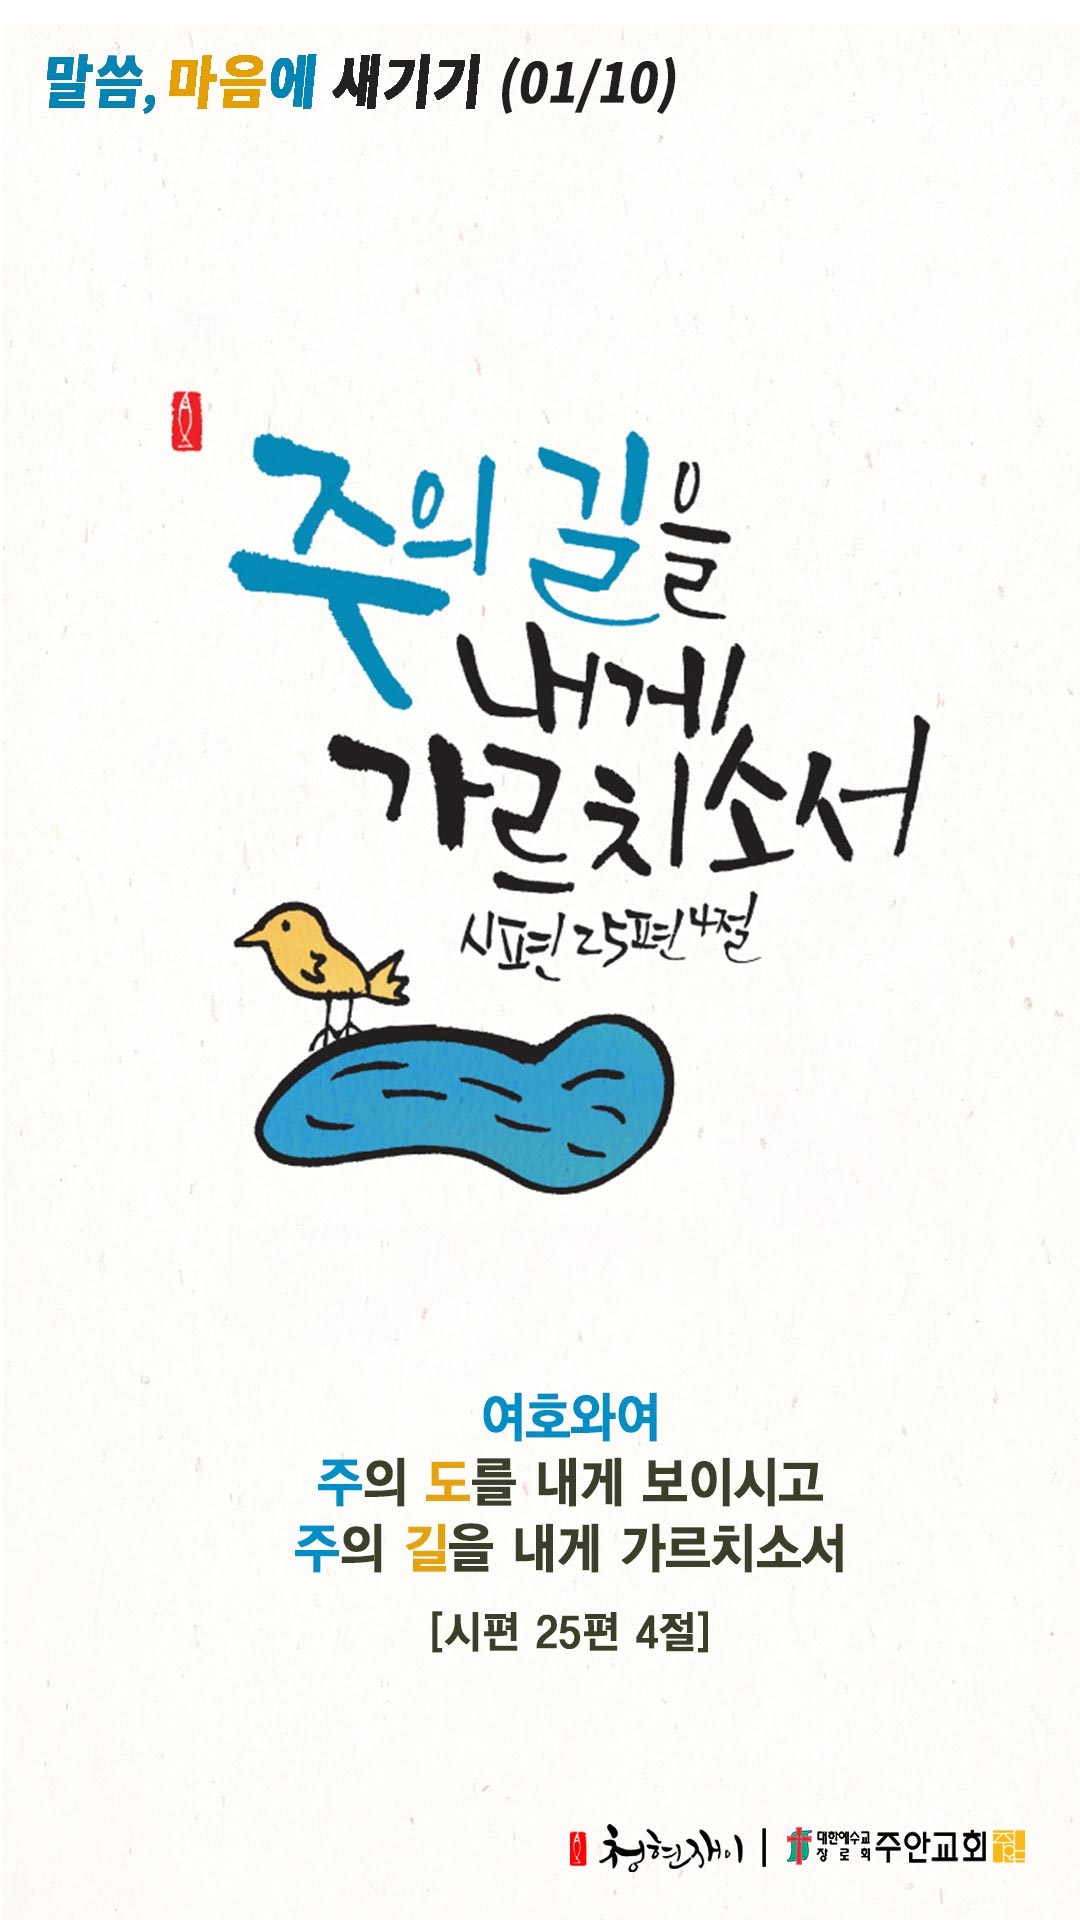 말씀, 마음에 새기기 (01/10)
주의 길을
내게
가르치소서
시편 25편 4절
여호와여
주의 도를 내게 보이시고
주의 길을 내게 가르치소서
[시편 25편 4절]
청현재이 | 대한예수교
장로회 주안교회 주안